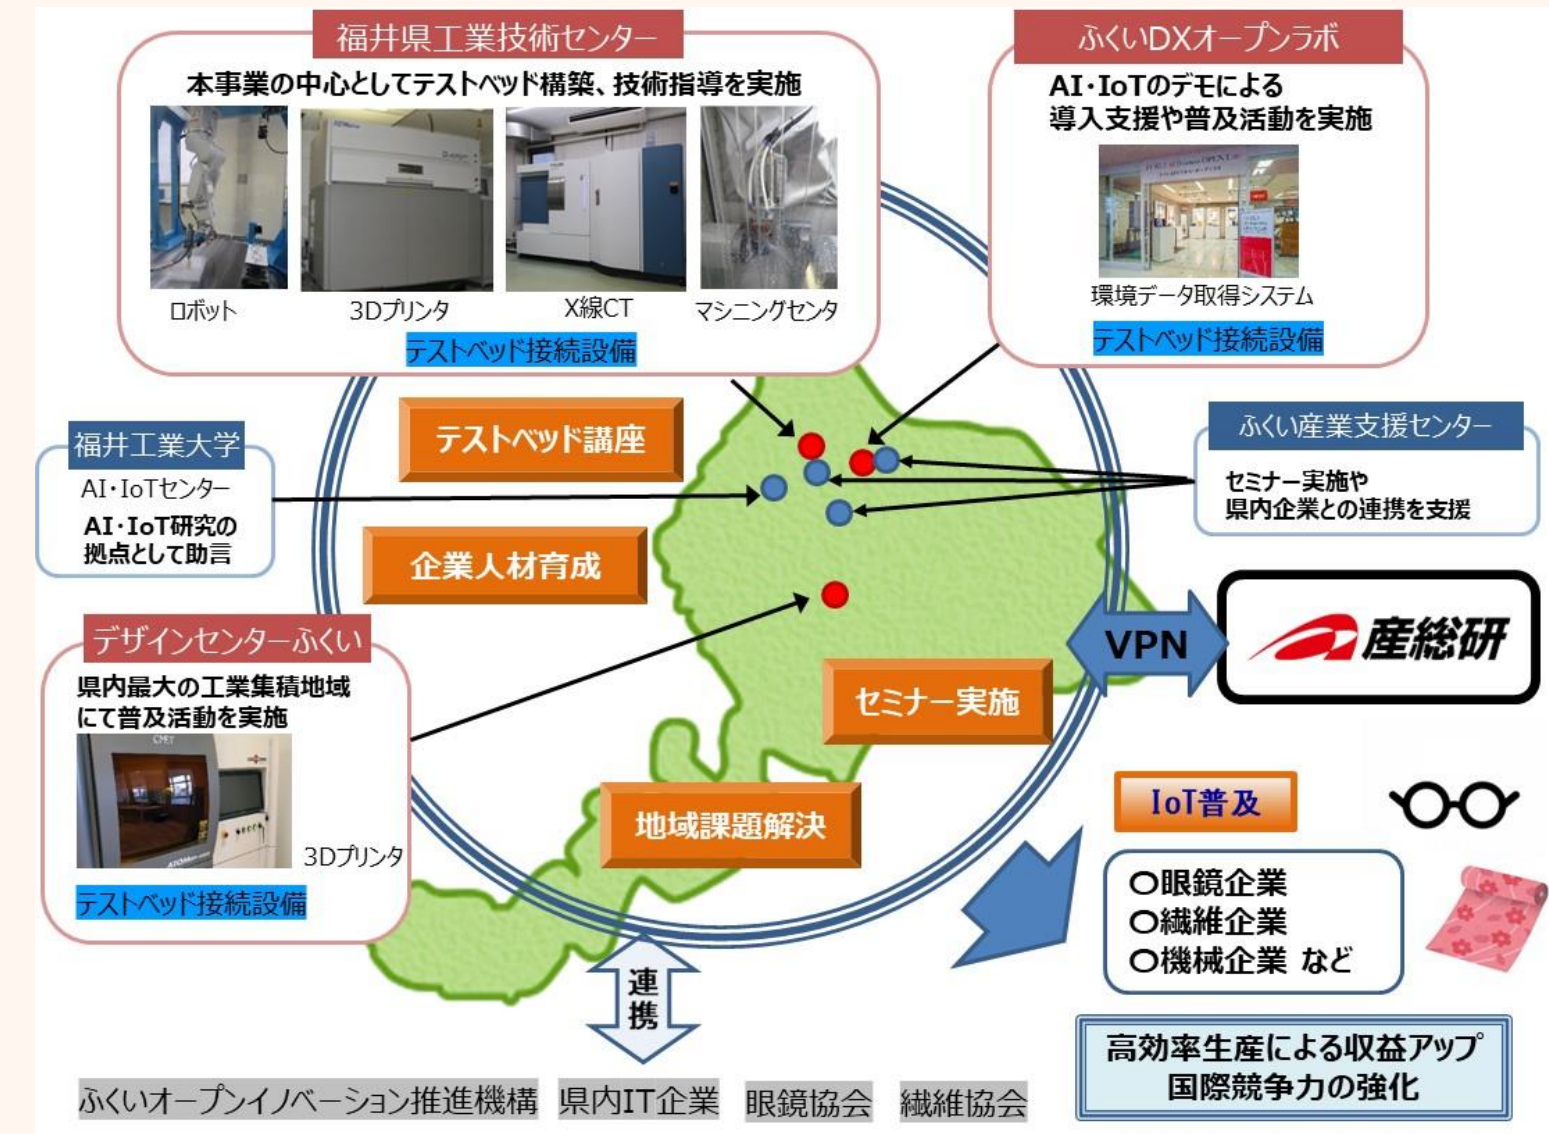 福井県工業技術センター
本事業の中心としてテストベッド構築、技術指導を実施
ロボット
3Dプリンタ
X線CT
マシニングセンタ
テストベッド接続設備
ふくいDXオープンラボ
AI・IoTのデモによる
導入支援や普及活動を実施
環境データ取得システム
テストベッド接続設備
テストベッド講座
福井工業大学
AI・IoTセンター
AI・IoT研究の
拠点として助言
企業人材育成
ふくい産業支援センター
セミナー実施や
県内企業との連携を支援
VPN
産総研
デザインセンターふくい
県内最大の工業集積地域
にて普及活動を実施
CMET
3Dプリンタ
テストベッド接続設備
セミナー実施
地域課題解決
IoT普及
〇眼鏡企業
〇繊維企業
〇機械企業 など
連
携
高効率生産による収益アップ
国際競争力の強化
ふくいオープンイノベーション推進機構
県内IT企業
眼鏡協会
繊維協会